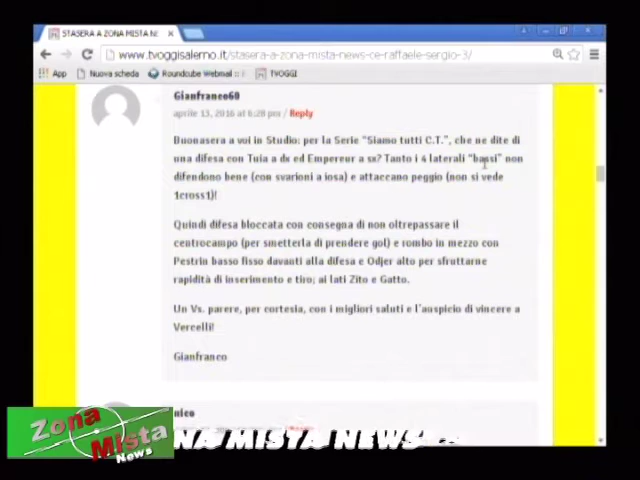 STASERA A ZONA MISTA NEW
www.tvoggisalerno.it/stasera-a-zona-mista-news-ce-raffaele-sergio-3/
App Nuova scheda Roundcube Webmail :: TVOGGI
Gianfranco60
aprile 13, 2016 at 6:28 pm / Reply
Buonasera a voi in Studio: per la Serie “Siamo tutti C.T.”, che ne dite di
una difesa con Tuia a dx ed Empereur a sx? Tanto i 4 laterali “bassi” non
difendono bene (con svarioni a iosa) e attaccano peggio (non si vede
1cross1)!
Quindi difesa bloccata con consegna di non oltrepassare il
centrocampo (per smetterla di prendere gol) e rombo in mezzo con
Pestrin basso fisso davanti alla difesa e Odjer alto per sfruttarne
rapidità di inserimento e tiro; ai lati Zito e Gatto.
Un Vs. parere, per cortesia, con i migliori saluti e l'auspicio di vincere a
Vercelli!
Gianfranco
nico
Zona
Mista
News
NA MISTA NEWS